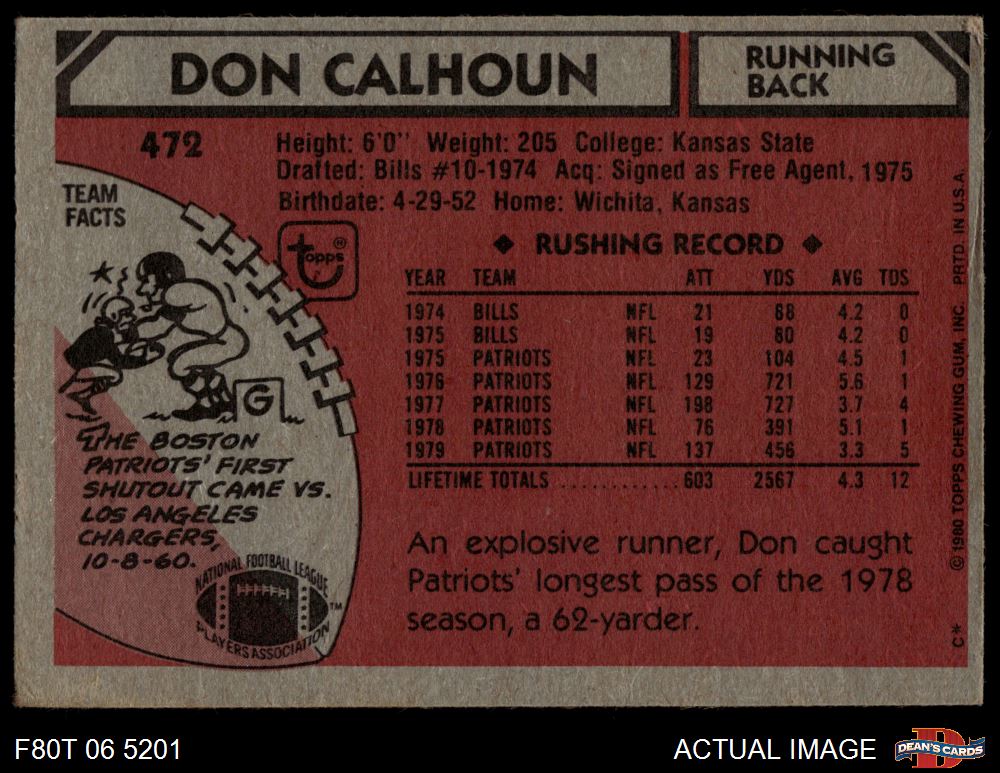 DON CALHOUN
RUNNING
BACK
472
Height: 6'0" Weight: 205 College: Kansas State
Drafted: Bills #10-1974 Acq: Signed as Free Agent, 1975
Birthdate: 4-29-52 Home: Wichita, Kansas
TEAM
FACTS
topps ®
◆ RUSHING RECORD ◆
YEAR TEAM ATT YDS AVG TDS
1974 BILLS NFL 21 88 4.2 0
1975 BILLS NFL 19 80 4.2 0
1975 PATRIOTS NFL 23 104 4.5 1
1976 PATRIOTS NFL 129 721 5.6 1
1977 PATRIOTS NFL 198 727 3.7 4
1978 PATRIOTS NFL 76 391 5.1 1
1979 PATRIOTS NFL 137 456 3.3 5
LIFETIME TOTALS ............ 603 2567 4.3 12
G
THE BOSTON
PATRIOTS' FIRST
SHUTOUT CAME VS.
LOS ANGELES
CHARGERS,
10-8-60.
NATIONAL FOOTBALL LEAGUE
PLAYERS ASSOCIATION ™
An explosive runner, Don caught
Patriots' longest pass of the 1978
season, a 62-yarder.
© 1980 TOPPS CHEWING GUM, INC. PRTD. IN U.S.A.
C*
F80T 06 5201
ACTUAL IMAGE
D
DEAN'S CARDS